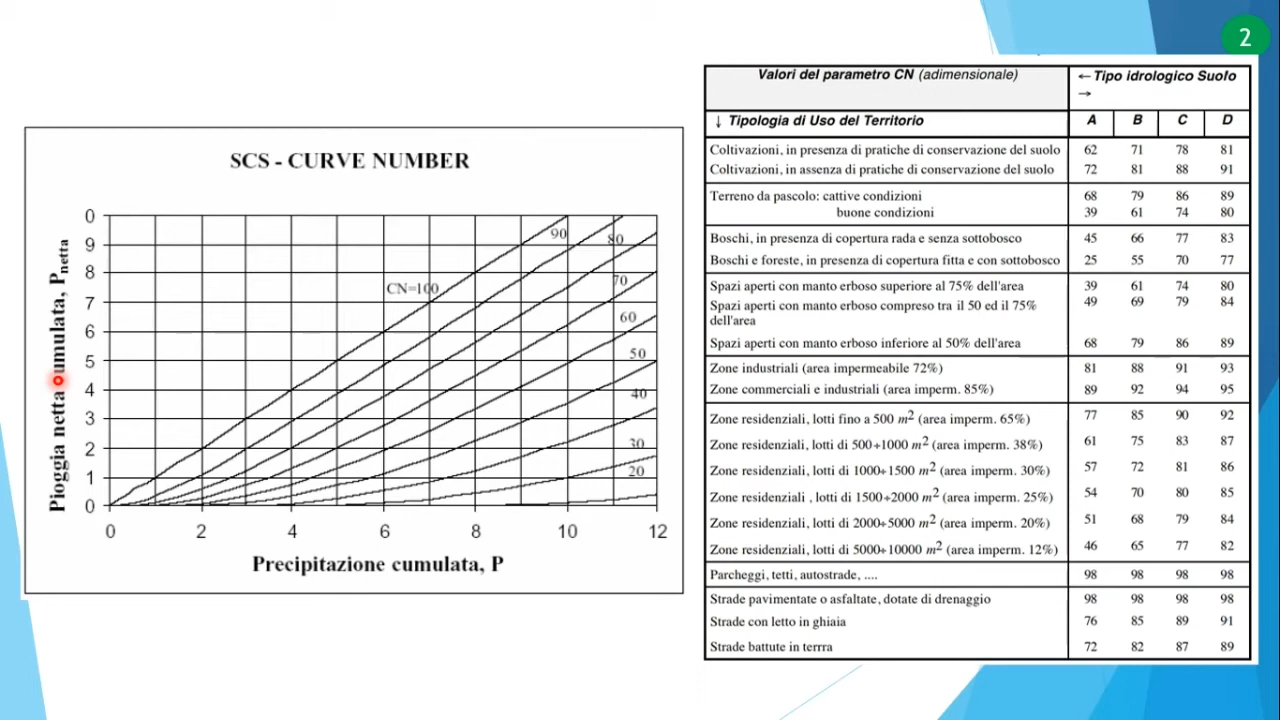 2
SCS - CURVE NUMBER
Pioggia netta cumulata, Pnetta
0
9
8
7
6
5
4
3
2
1
0
CN=100
90
80
70
60
50
40
30
20
0 2 4 6 8 10 12
Precipitazione cumulata, P
Valori del parametro CN (adimensionale) ←Tipo idrologico Suolo
→
↓ Tipologia di Uso del Territorio A B C D
Coltivazioni, in presenza di pratiche di conservazione del suolo 62 71 78 81
Coltivazioni, in assenza di pratiche di conservazione del suolo 72 81 88 91
Terreno da pascolo: cattive condizioni 68 79 86 89
buone condizioni 39 61 74 80
Boschi, in presenza di copertura rada e senza sottobosco 45 66 77 83
Boschi e foreste, in presenza di copertura fitta e con sottobosco 25 55 70 77
Spazi aperti con manto erboso superiore al 75% dell'area 39 61 74 80
Spazi aperti con manto erboso compreso tra il 50 ed il 75% 49 69 79 84
dell'area
Spazi aperti con manto erboso inferiore al 50% dell'area 68 79 86 89
Zone industriali (area impermeabile 72%) 81 88 91 93
Zone commerciali e industriali (area imperm. 85%) 89 92 94 95
Zone residenziali, lotti fino a 500 m2 (area imperm. 65%) 77 85 90 92
Zone residenziali, lotti di 500÷1000 m2 (area imperm. 38%) 61 75 83 87
Zone residenziali, lotti di 1000÷1500 m2 (area imperm. 30%) 57 72 81 86
Zone residenziali , lotti di 1500÷2000 m2 (area imperm. 25%) 54 70 80 85
Zone residenziali, lotti di 2000÷5000 m2 (area imperm. 20%) 51 68 79 84
Zone residenziali, lotti di 5000÷10000 m2 (area imperm. 12%) 46 65 77 82
Parcheggi, tetti, autostrade, .... 98 98 98 98
Strade pavimentate o asfaltate, dotate di drenaggio 98 98 98 98
Strade con letto in ghiaia 76 85 89 91
Strade battute in terrra 72 82 87 89